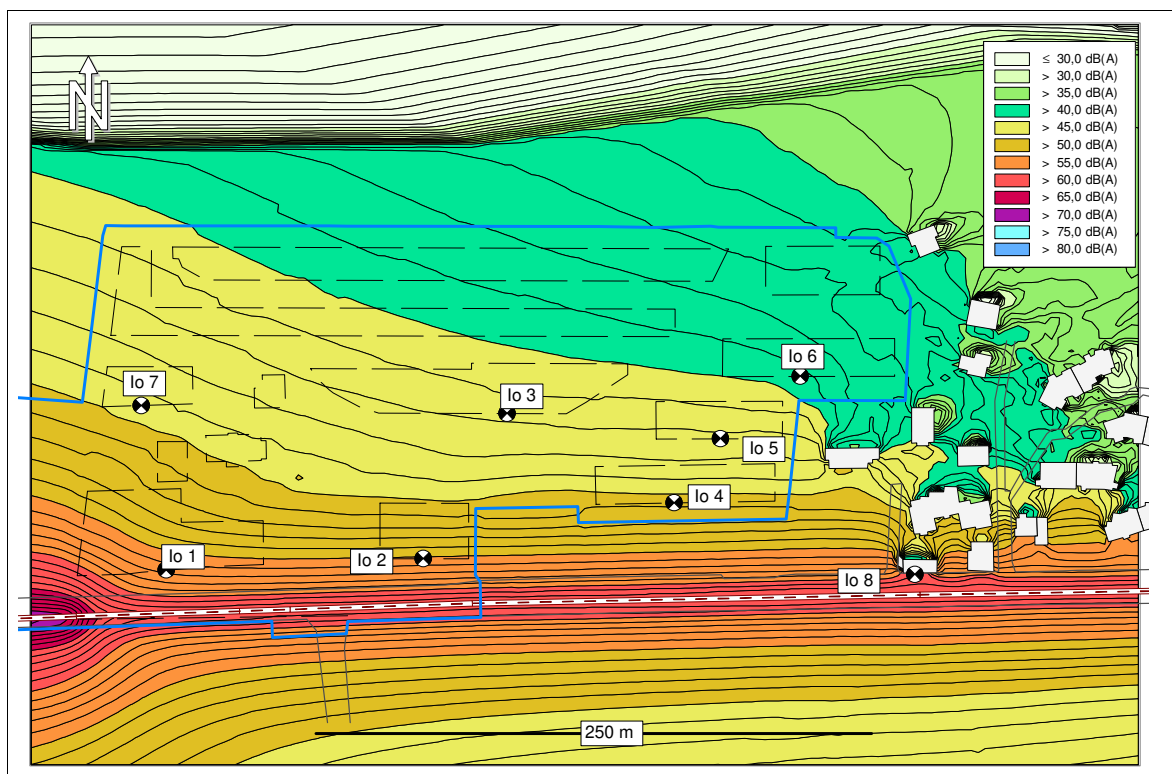 N
≤ 30,0 dB(A)
> 30,0 dB(A)
> 35,0 dB(A)
> 40,0 dB(A)
> 45,0 dB(A)
> 50,0 dB(A)
> 55,0 dB(A)
> 60,0 dB(A)
> 65,0 dB(A)
> 70,0 dB(A)
> 75,0 dB(A)
> 80,0 dB(A)
Io 6
Io 7
Io 3
Io 5
Io 4
Io 1
Io 2
Io 8
250 m